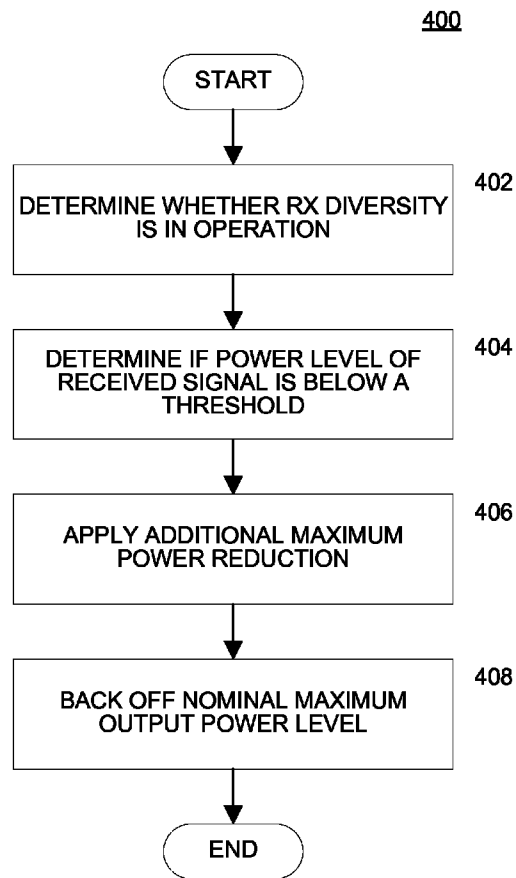 400
START
402
DETERMINE WHETHER RX DIVERSITY
IS IN OPERATION
404
DETERMINE IF POWER LEVEL OF
RECEIVED SIGNAL IS BELOW A
THRESHOLD
406
APPLY ADDITIONAL MAXIMUM
POWER REDUCTION
408
BACK OFF NOMINAL MAXIMUM
OUTPUT POWER LEVEL
END